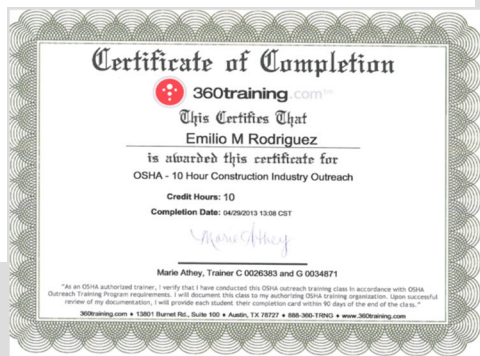 Certificate of Completion
360training.com™
This Certifies That
Emilio M Rodriguez
is awarded this certificate for
OSHA - 10 Hour Construction Industry Outreach
Credit Hours: 10
Completion Date: 04/29/2013 13:08 CST
Marie Athey
Marie Athey, Trainer C 0026383 and G 0034871
"As an OSHA authorized trainer, I verify that I have conducted this OSHA outreach training class in accordance with OSHA
Outreach Training Program requirements. I will document this class to my authorizing OSHA training organization. Upon successful
review of my documentation, I will provide each student their completion card within 90 days of the end of the class."
360training.com ♦ 13801 Burnet Rd., Suite 100 ♦ Austin, TX 78727 ♦ 888-360-TRNG ♦ www.360training.com